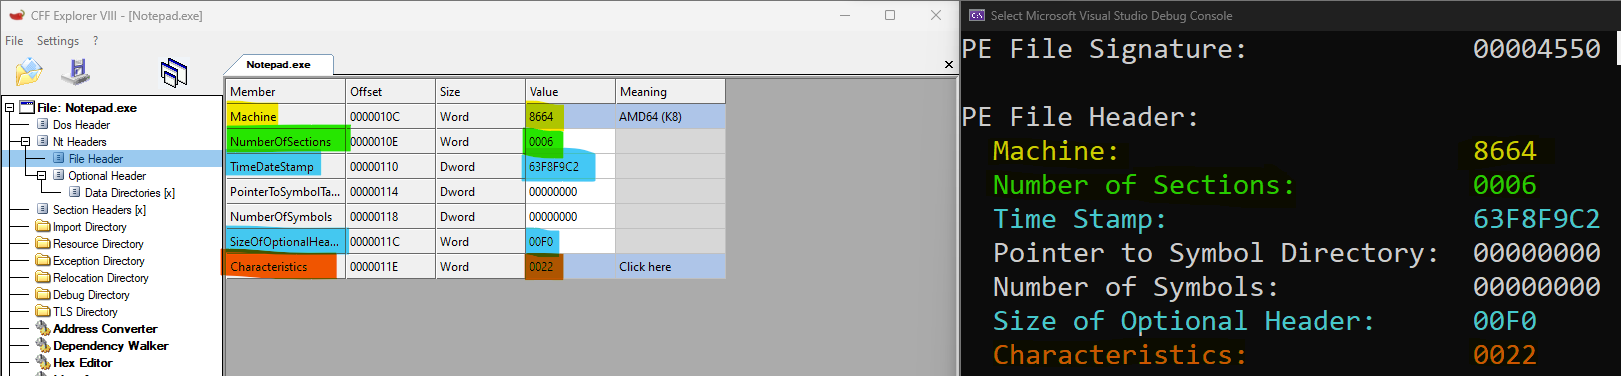 CFF Explorer VIII - [Notepad.exe]
File Settings ?
File: Notepad.exe
Dos Header
Nt Headers
File Header
Optional Header
Data Directories [x]
Section Headers [x]
Import Directory
Resource Directory
Exception Directory
Relocation Directory
Debug Directory
TLS Directory
Address Converter
Dependency Walker
Hex Editor
Notepad.exe
Member Offset Size Value Meaning
Machine 0000010C Word 8664 AMD64 (K8)
NumberOfSections 0000010E Word 0006
TimeDateStamp 00000110 Dword 63F8F9C2
PointerToSymbolTa... 00000114 Dword 00000000
NumberOfSymbols 00000118 Dword 00000000
SizeOfOptionalHea... 0000011C Word 00F0
Characteristics 0000011E Word 0022 Click here
Select Microsoft Visual Studio Debug Console
PE File Signature: 00004550
PE File Header:
Machine: 8664
Number of Sections: 0006
Time Stamp: 63F8F9C2
Pointer to Symbol Directory: 00000000
Number of Symbols: 00000000
Size of Optional Header: 00F0
Characteristics: 0022